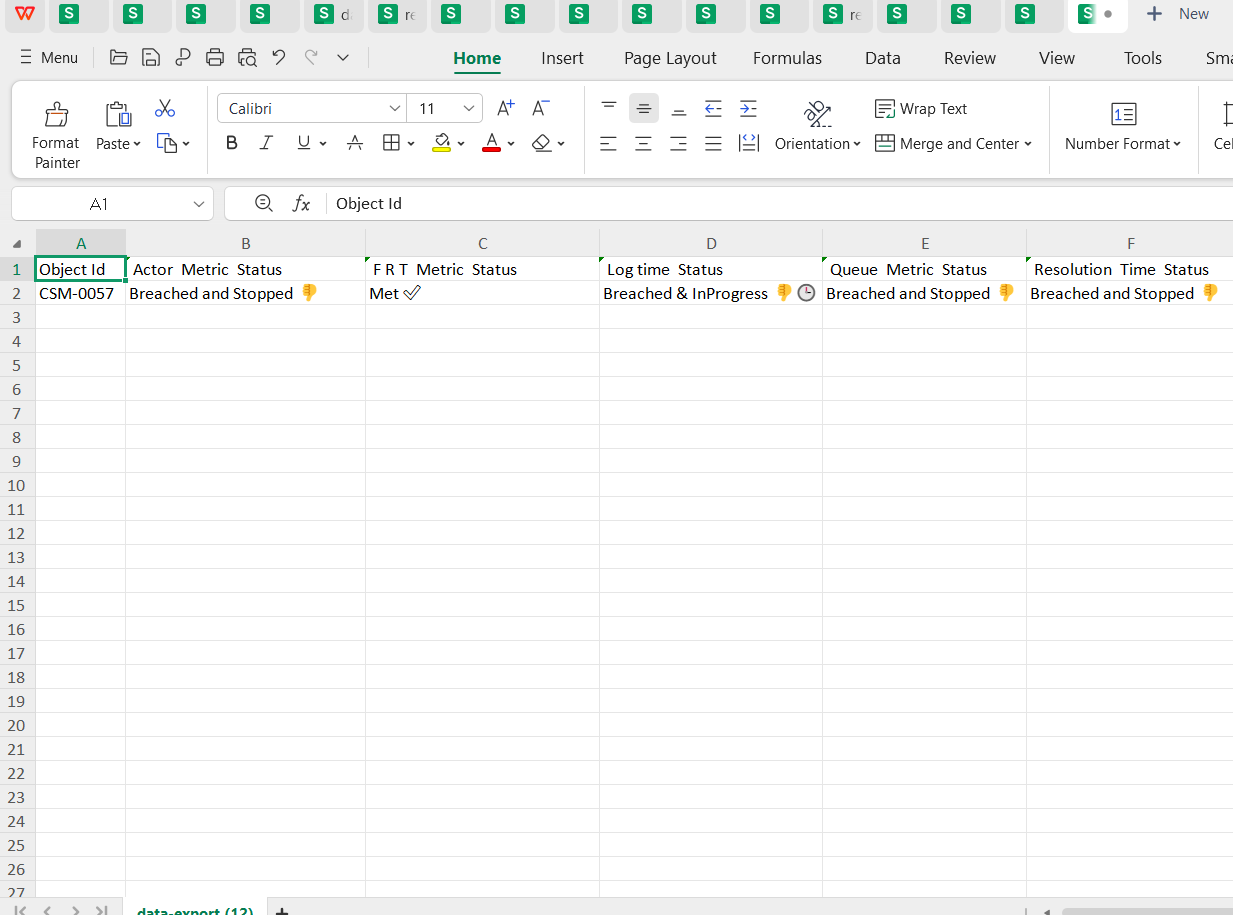 W S S S S S d S re S S S S S S S re S S S S + New
Menu Home Insert Page Layout Formulas Data Review View Tools Sma
Calibri 11 A+ A- Wrap Text
Format Painter Paste B I U A A Orientation Merge and Center Number Format Cel
A1 fx Object Id
A B C D E F
1 Object Id Actor Metric Status F R T Metric Status Log time Status Queue Metric Status Resolution Time Status
2 CSM-0057 Breached and Stopped 👎 Met ✅ Breached & InProgress 👎🕒 Breached and Stopped 👎 Breached and Stopped 👎
3
4
5
6
7
8
9
10
11
12
13
14
15
16
17
18
19
20
21
22
23
24
25
26
27
data-export (12) +